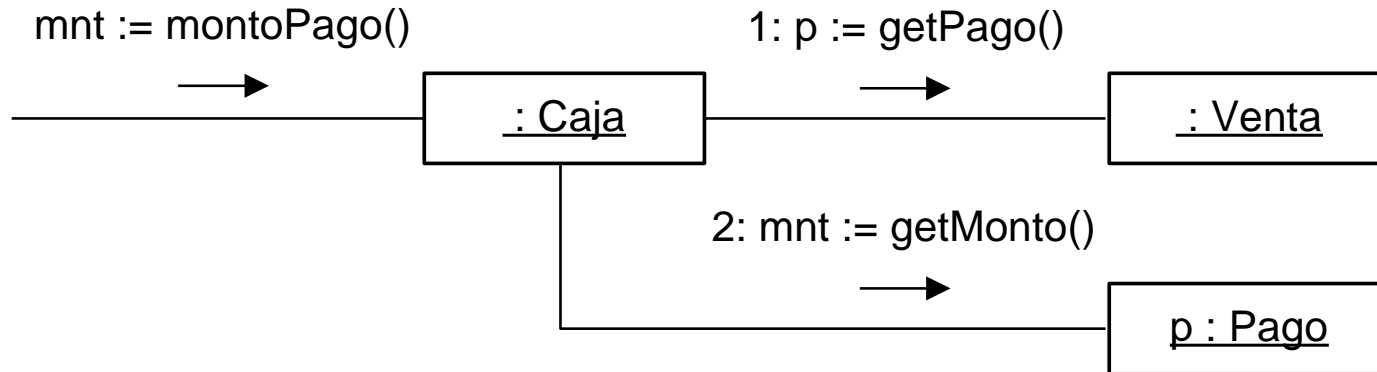 mnt := montoPago()
1: p := getPago()
: Caja
: Venta
2: mnt := getMonto()
p : Pago